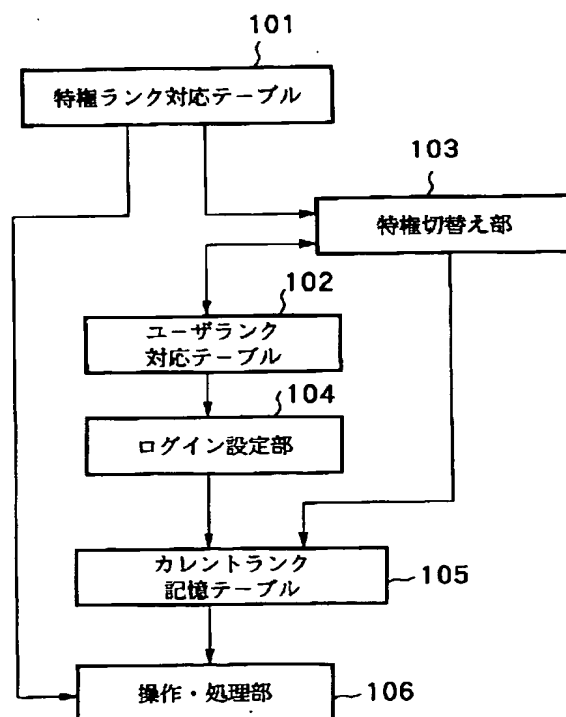 101
特権ランク対応テーブル
103
特権切替え部
102
ユーザランク
対応テーブル
104
ログイン設定部
カレントランク
記憶テーブル
105
操作・処理部
106